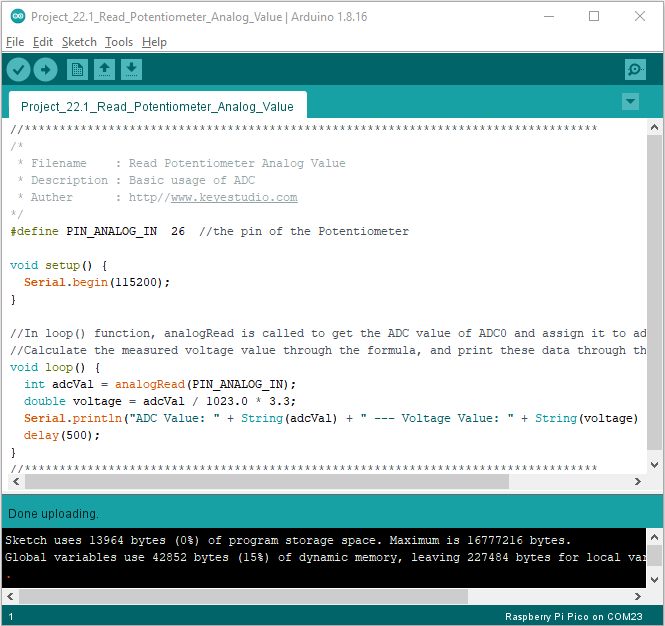 Project_22.1_Read_Potentiometer_Analog_Value | Arduino 1.8.16
File Edit Sketch Tools Help
Project_22.1_Read_Potentiometer_Analog_Value
//**********************************************************************************
/*
 * Filename    : Read Potentiometer Analog Value
 * Description : Basic usage of ADC
 * Auther      : http//www.keyestudio.com
*/
#define PIN_ANALOG_IN  26  //the pin of the Potentiometer
void setup() {
  Serial.begin(115200);
}
//In loop() function, analogRead is called to get the ADC value of ADC0 and assign it to ad
//Calculate the measured voltage value through the formula, and print these data through th
void loop() {
  int adcVal = analogRead(PIN_ANALOG_IN);
  double voltage = adcVal / 1023.0 * 3.3;
  Serial.println("ADC Value: " + String(adcVal) + " --- Voltage Value: " + String(voltage)
  delay(500);
}
//**********************************************************************************
Done uploading.
Sketch uses 13964 bytes (0%) of program storage space. Maximum is 16777216 bytes.
Global variables use 42852 bytes (15%) of dynamic memory, leaving 227484 bytes for local var
.
1 Raspberry Pi Pico on COM23